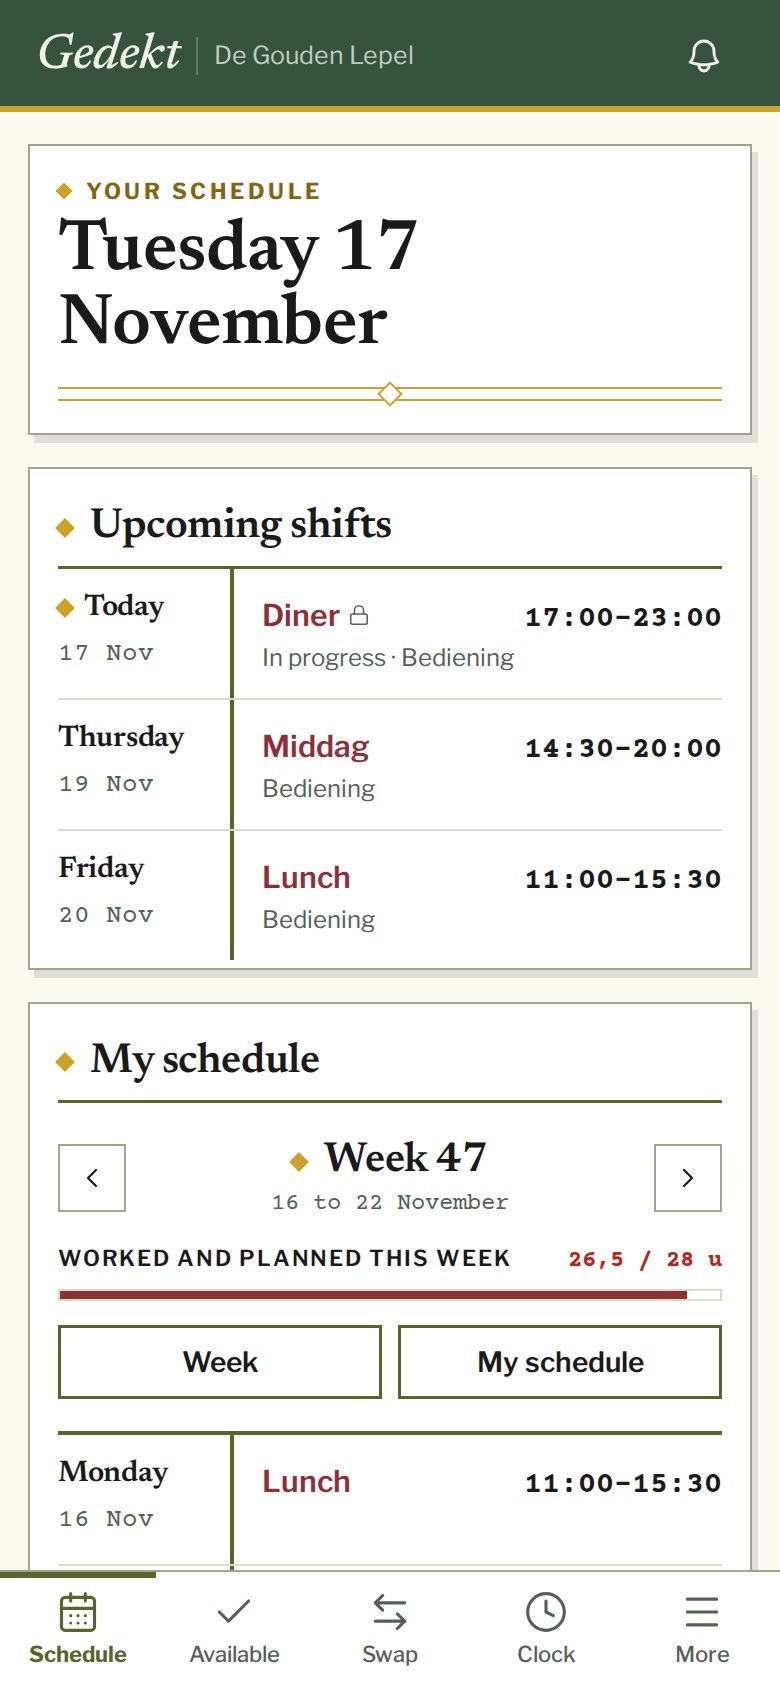 Gedekt
De Gouden Lepel
YOUR SCHEDULE
Tuesday 17
November
Upcoming shifts
Today
17 Nov
Diner
17:00–23:00
In progress · Bediening
Thursday
19 Nov
Middag
14:30–20:00
Bediening
Friday
20 Nov
Lunch
11:00–15:30
Bediening
My schedule
Week 47
16 to 22 November
WORKED AND PLANNED THIS WEEK
26,5 / 28 u
Week
My schedule
Monday
16 Nov
Lunch
11:00–15:30
Schedule
Available
Swap
Clock
More